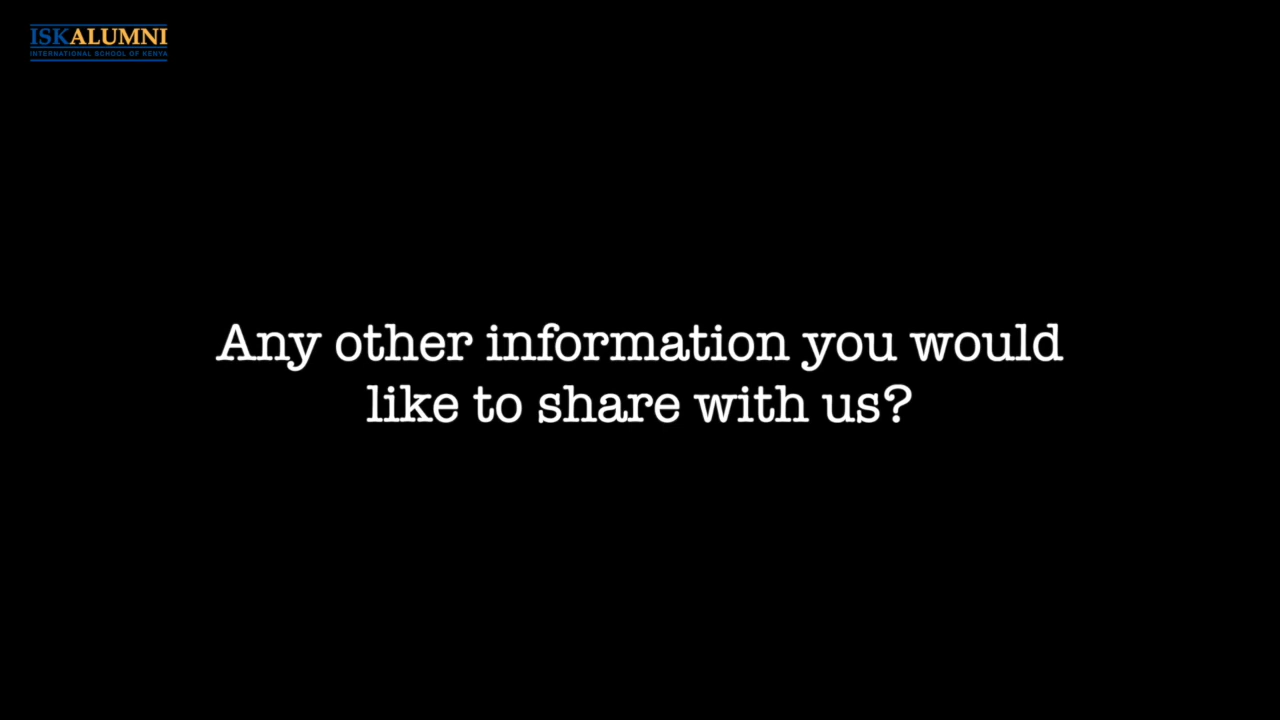 ISKALUMNI
INTERNATIONAL SCHOOL OF KENYA
Any other information you would
like to share with us?